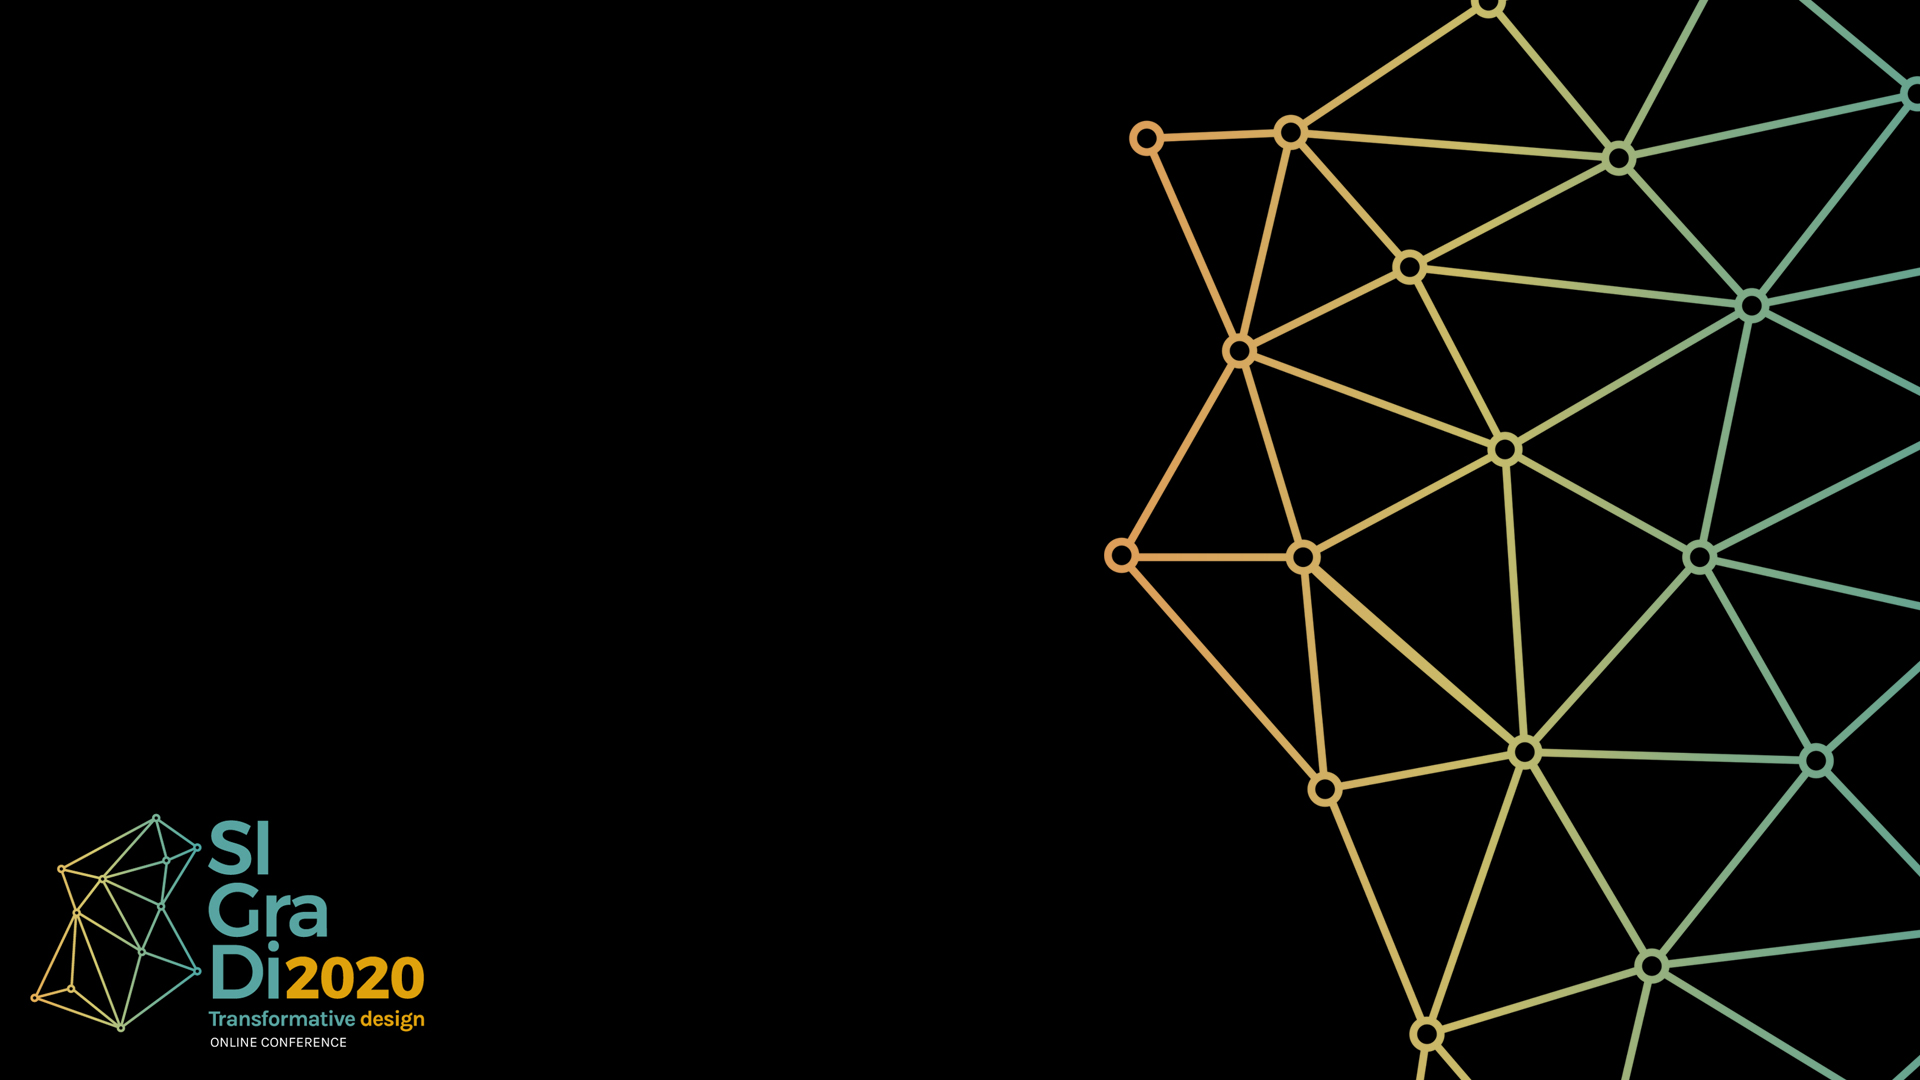 SI
Gra
Di2020
Transformative design
ONLINE CONFERENCE